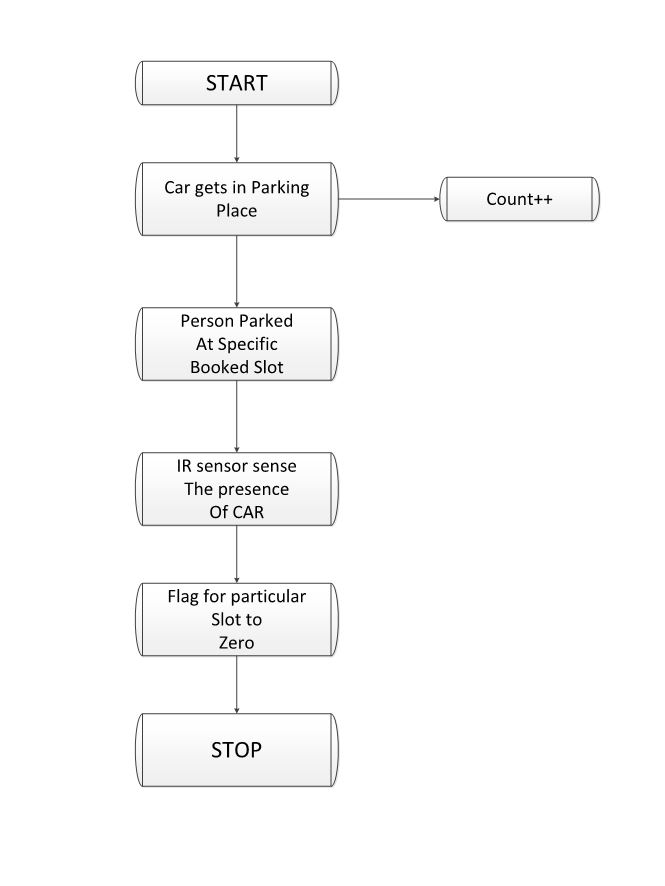 START
Car gets in Parking
Place
Count++
Person Parked
At Specific
Booked Slot
IR sensor sense
The presence
Of CAR
Flag for particular
Slot to
Zero
STOP